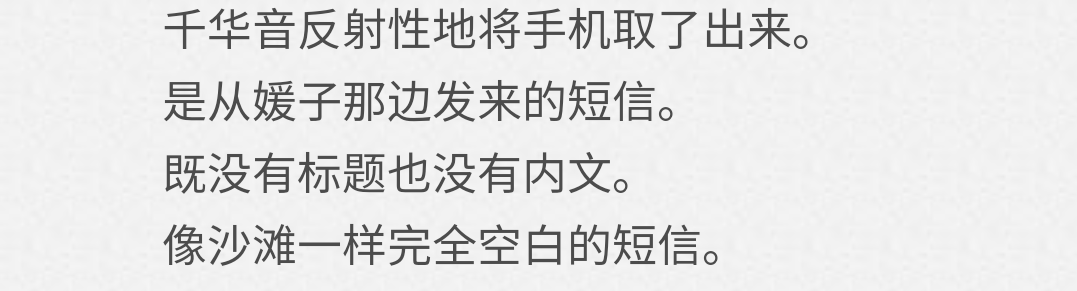 千华音反射性地将手机取了出来。
是从媛子那边发来的短信。
既没有标题也没有内文。
像沙滩一样完全空白的短信。